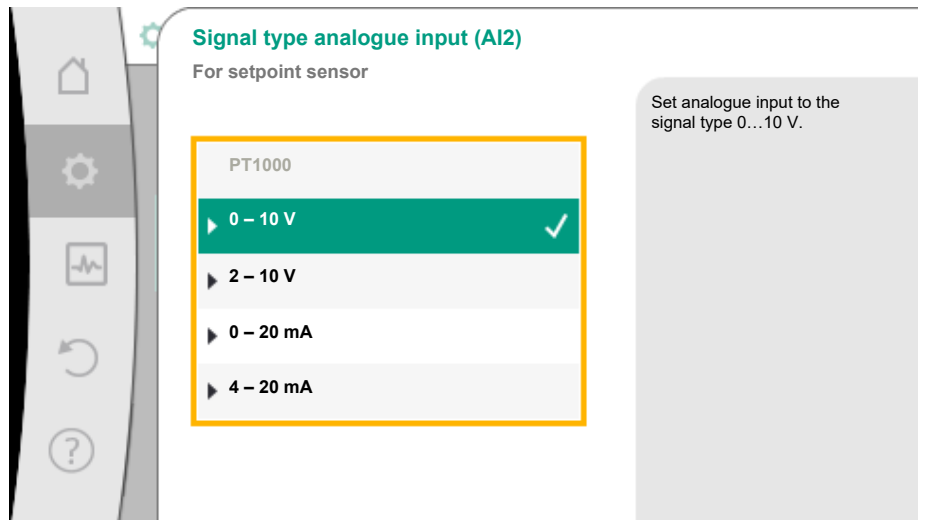 Signal type analogue input (AI2)
For setpoint sensor
PT1000
0 – 10 V
2 – 10 V
0 – 20 mA
4 – 20 mA
Set analogue input to the
signal type 0…10 V.
?